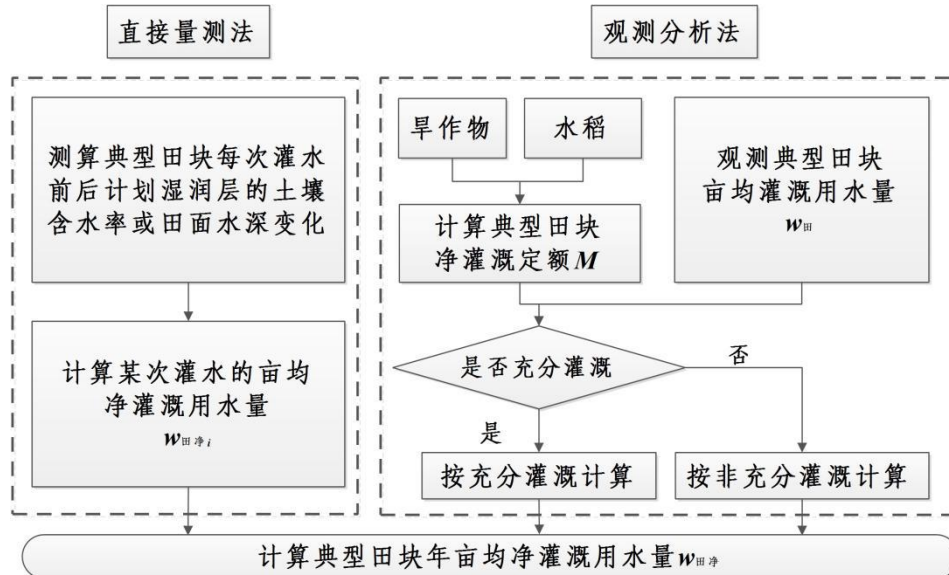 直接量测法
测算典型田块每次灌水
前后计划湿润层的土壤
含水率或田面水深变化
计算某次灌水的亩均
净灌溉用水量
w田净i
观测分析法
旱作物
水稻
计算典型田块
净灌溉定额M
观测典型田块
亩均灌溉用水量
w田
是否充分灌溉
否
是
按充分灌溉计算
按非充分灌溉计算
计算典型田块年亩均净灌溉用水量w田净